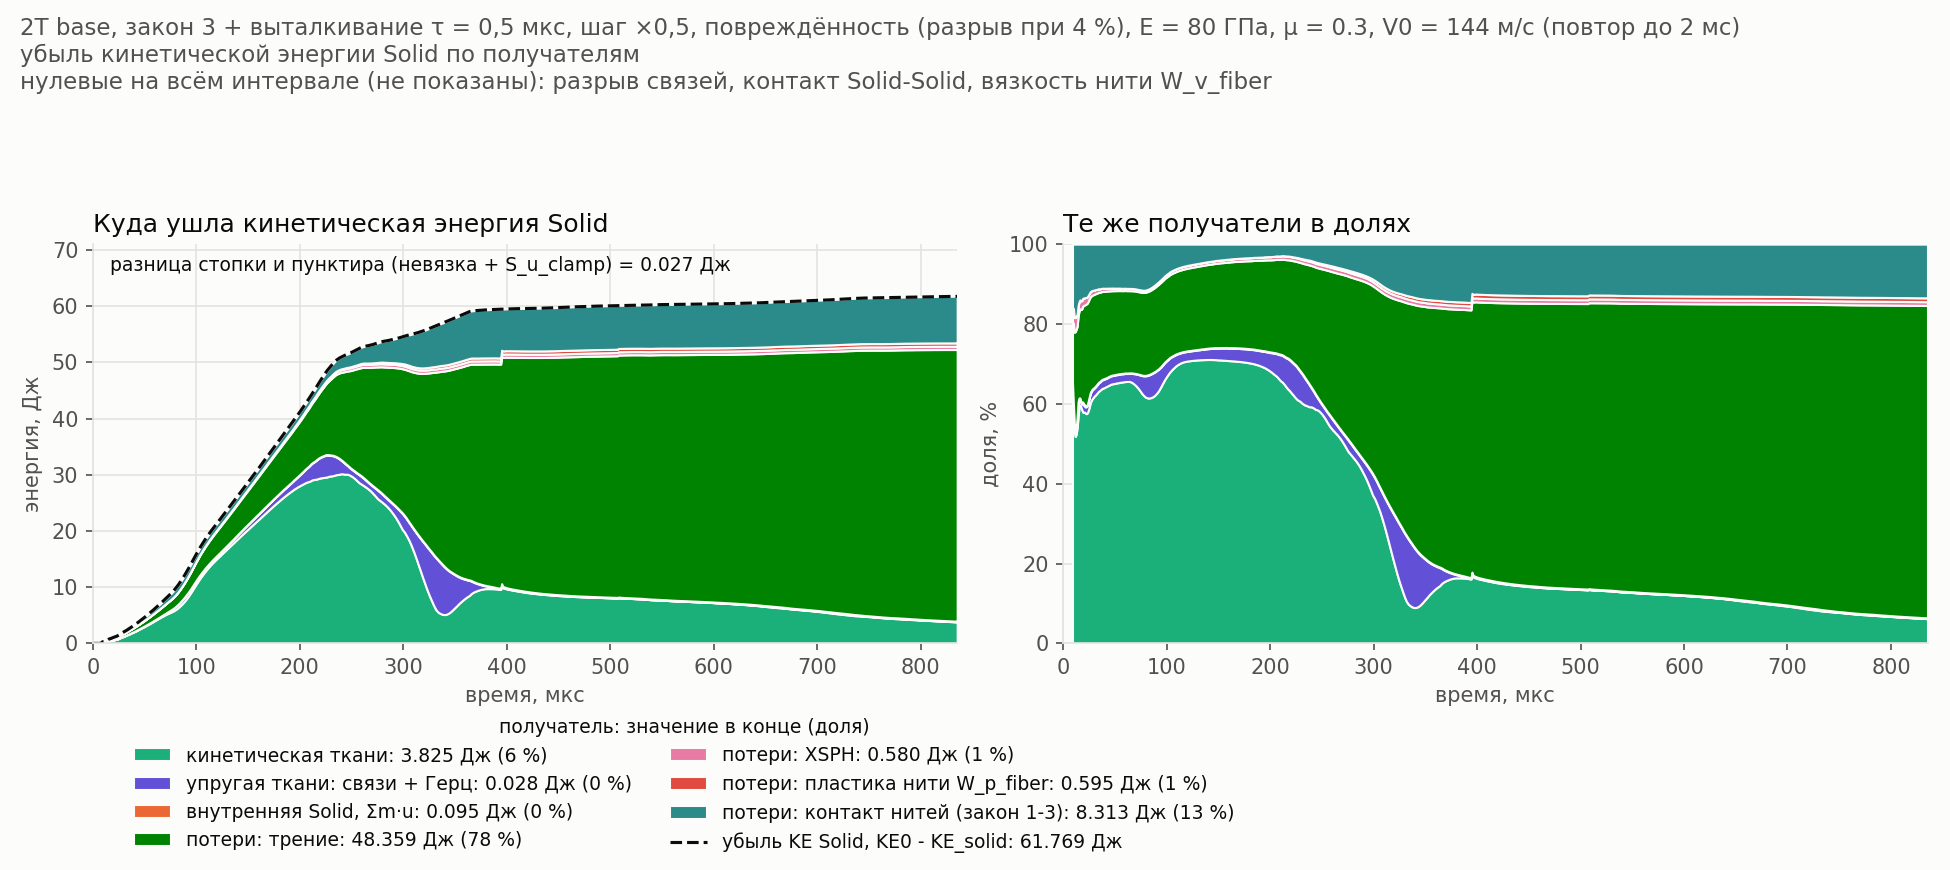 2T base, закон 3 + выталкивание τ = 0,5 мкс, шаг ×0,5, повреждённость (разрыв при 4 %), E = 80 ГПа, μ = 0.3, V0 = 144 м/с (повтор до 2 мс)
убыль кинетической энергии Solid по получателям
нулевые на всём интервале (не показаны): разрыв связей, контакт Solid-Solid, вязкость нити W_v_fiber
Куда ушла кинетическая энергия Solid
разница стопки и пунктира (невязка + S_u_clamp) = 0.027 Дж
энергия, Дж
70
60
50
40
30
20
10
0
0 100 200 300 400 500 600 700 800
время, мкс
Те же получатели в долях
доля, %
100
80
60
40
20
0
0 100 200 300 400 500 600 700 800
время, мкс
получатель: значение в конце (доля)
кинетическая ткани: 3.825 Дж (6 %)
упругая ткани: связи + Герц: 0.028 Дж (0 %)
внутренняя Solid, Σm·u: 0.095 Дж (0 %)
потери: трение: 48.359 Дж (78 %)
потери: XSPH: 0.580 Дж (1 %)
потери: пластика нити W_p_fiber: 0.595 Дж (1 %)
потери: контакт нитей (закон 1-3): 8.313 Дж (13 %)
убыль KE Solid, KE0 - KE_solid: 61.769 Дж